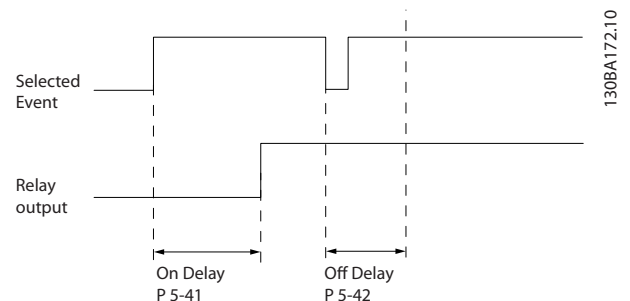 130BA172.10
Selected
Event
Relay
output
On Delay
P 5-41
Off Delay
P 5-42